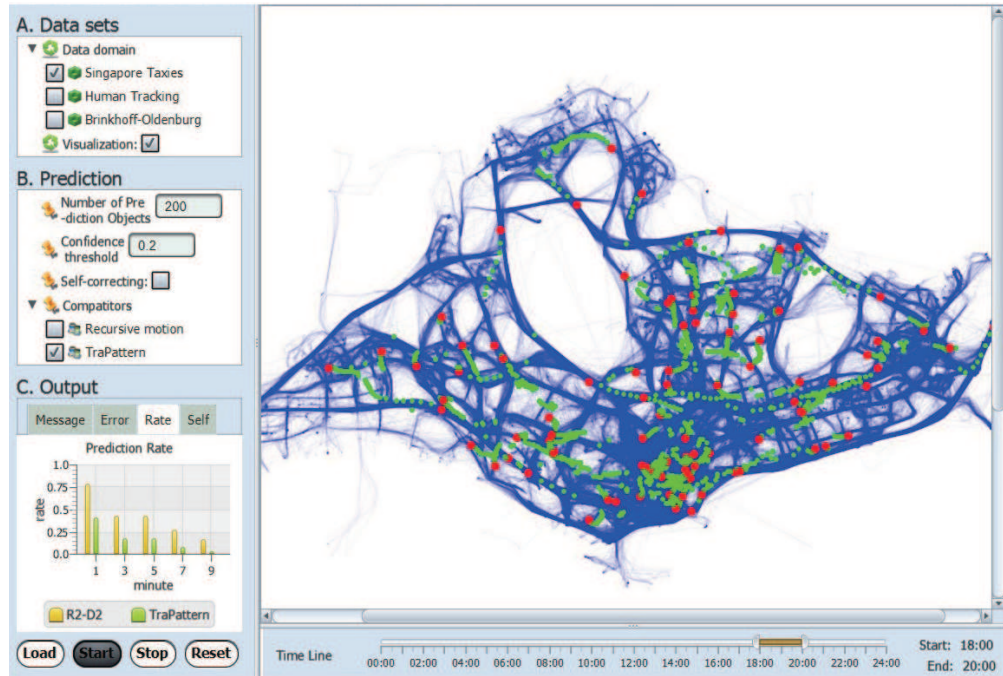 A. Data sets
Data domain
Singapore Taxies
Human Tracking
Brinkhoff-Oldenburg
Visualization:
B. Prediction
Number of Pre
-diction Objects
200
Confidence
threshold
0.2
Self-correcting:
Compatitors
Recursive motion
TraPattern
C. Output
Message Error Rate Self
Prediction Rate
1.0
0.75
0.5
0.25
0.0
rate
1 3 5 7 9
minute
R2-D2 TraPattern
Load Start Stop Reset
Time Line
00:00 02:00 04:00 06:00 08:00 10:00 12:00 14:00 16:00 18:00 20:00 22:00 24:00
Start: 18:00
End: 20:00